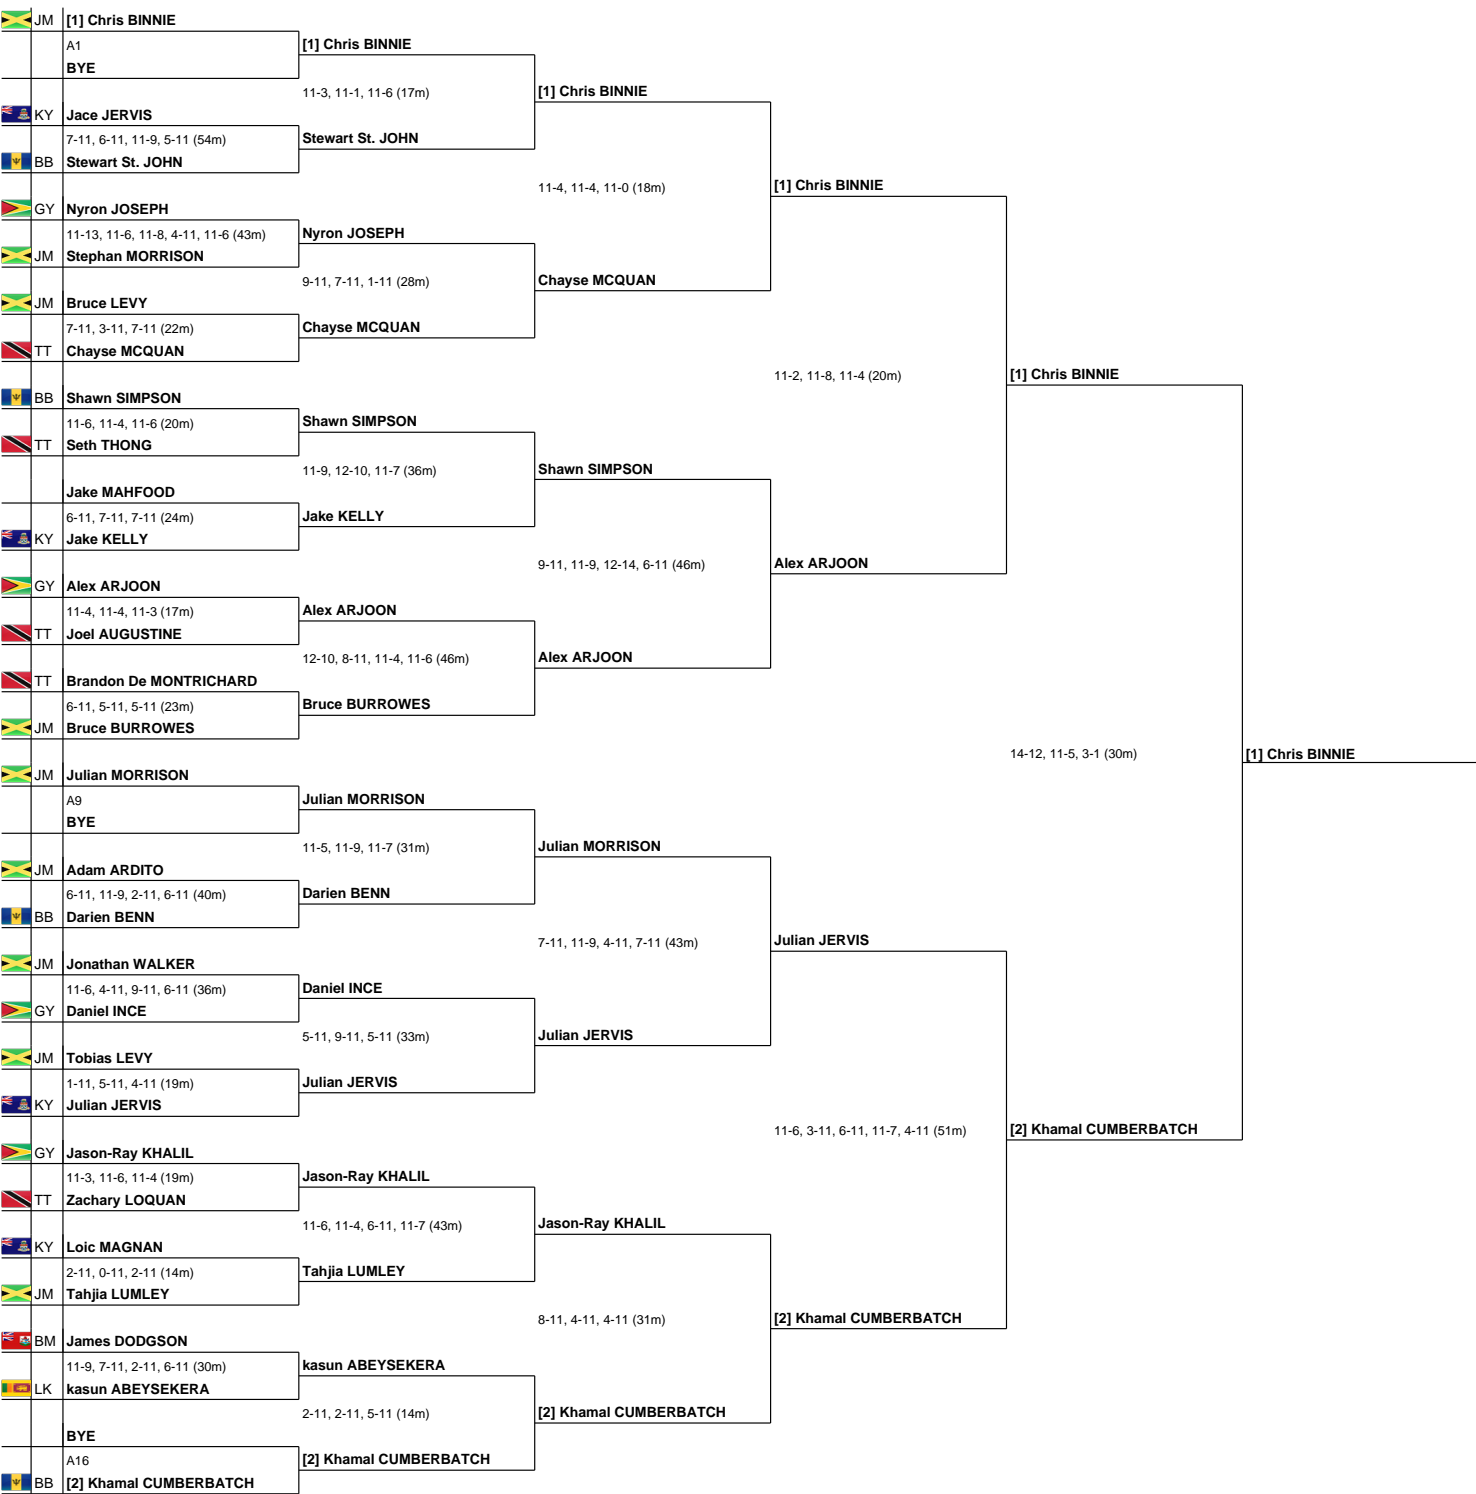 JM [1] Chris BINNIE
A1 [1] Chris BINNIE
BYE
11-3, 11-1, 11-6 (17m) [1] Chris BINNIE
KY Jace JERVIS
7-11, 6-11, 11-9, 5-11 (54m) Stewart St. JOHN
BB Stewart St. JOHN
11-4, 11-4, 11-0 (18m) [1] Chris BINNIE
GY Nyron JOSEPH
11-13, 11-6, 11-8, 4-11, 11-6 (43m) Nyron JOSEPH
JM Stephan MORRISON
9-11, 7-11, 1-11 (28m) Chayse MCQUAN
JM Bruce LEVY
7-11, 3-11, 7-11 (22m) Chayse MCQUAN
TT Chayse MCQUAN
11-2, 11-8, 11-4 (20m) [1] Chris BINNIE
BB Shawn SIMPSON
11-6, 11-4, 11-6 (20m) Shawn SIMPSON
TT Seth THONG
11-9, 12-10, 11-7 (36m) Shawn SIMPSON
Jake MAHFOOD
6-11, 7-11, 7-11 (24m) Jake KELLY
KY Jake KELLY
9-11, 11-9, 12-14, 6-11 (46m) Alex ARJOON
GY Alex ARJOON
11-4, 11-4, 11-3 (17m) Alex ARJOON
TT Joel AUGUSTINE
12-10, 8-11, 11-4, 11-6 (46m) Alex ARJOON
TT Brandon De MONTRICHARD
6-11, 5-11, 5-11 (23m) Bruce BURROWES
JM Bruce BURROWES
14-12, 11-5, 3-1 (30m) [1] Chris BINNIE
JM Julian MORRISON
A9 Julian MORRISON
BYE
11-5, 11-9, 11-7 (31m) Julian MORRISON
JM Adam ARDITO
6-11, 11-9, 2-11, 6-11 (40m) Darien BENN
BB Darien BENN
7-11, 11-9, 4-11, 7-11 (43m) Julian JERVIS
JM Jonathan WALKER
11-6, 4-11, 9-11, 6-11 (36m) Daniel INCE
GY Daniel INCE
5-11, 9-11, 5-11 (33m) Julian JERVIS
JM Tobias LEVY
1-11, 5-11, 4-11 (19m) Julian JERVIS
KY Julian JERVIS
11-6, 3-11, 6-11, 11-7, 4-11 (51m) [2] Khamal CUMBERBATCH
GY Jason-Ray KHALIL
11-3, 11-6, 11-4 (19m) Jason-Ray KHALIL
TT Zachary LOQUAN
11-6, 11-4, 6-11, 11-7 (43m) Jason-Ray KHALIL
KY Loic MAGNAN
2-11, 0-11, 2-11 (14m) Tahjia LUMLEY
JM Tahjia LUMLEY
8-11, 4-11, 4-11 (31m) [2] Khamal CUMBERBATCH
BM James DODGSON
11-9, 7-11, 2-11, 6-11 (30m) kasun ABEYSEKERA
LK kasun ABEYSEKERA
2-11, 2-11, 5-11 (14m) [2] Khamal CUMBERBATCH
BYE
A16 [2] Khamal CUMBERBATCH
BB [2] Khamal CUMBERBATCH